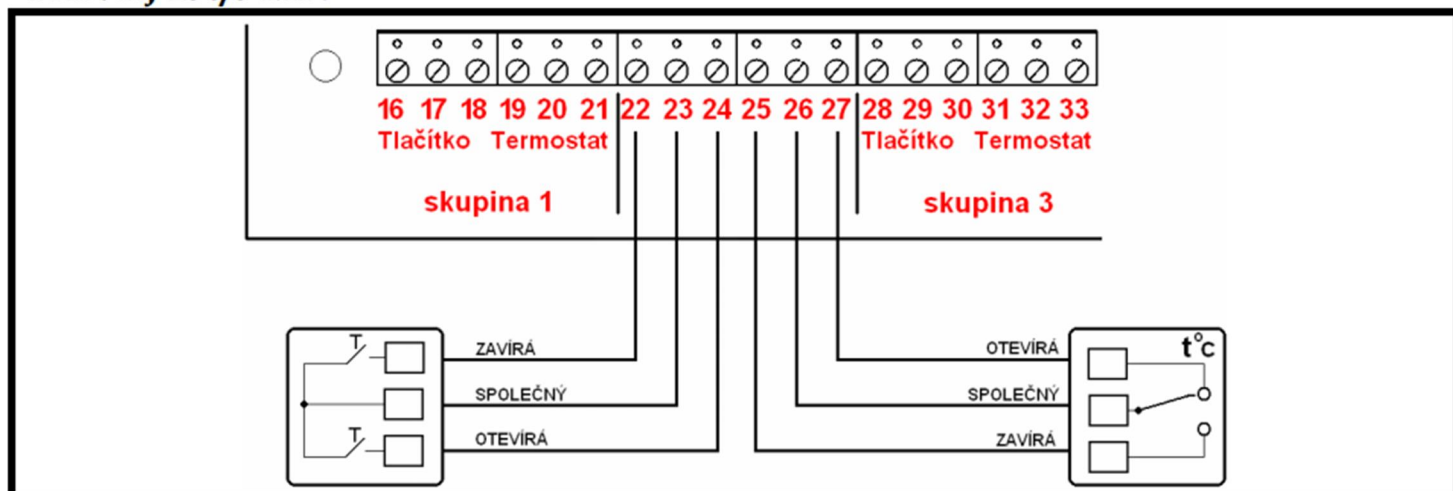 16 17 18 19 20 21 22 23 24 25 26 27 28 29 30 31 32 33
Tlačítko Termostat Tlačítko Termostat
skupina 1 skupina 3
T ZAVÍRÁ OTEVÍRÁ t°c
SPOLEČNÝ SPOLEČNÝ
T OTEVÍRÁ ZAVÍRÁ